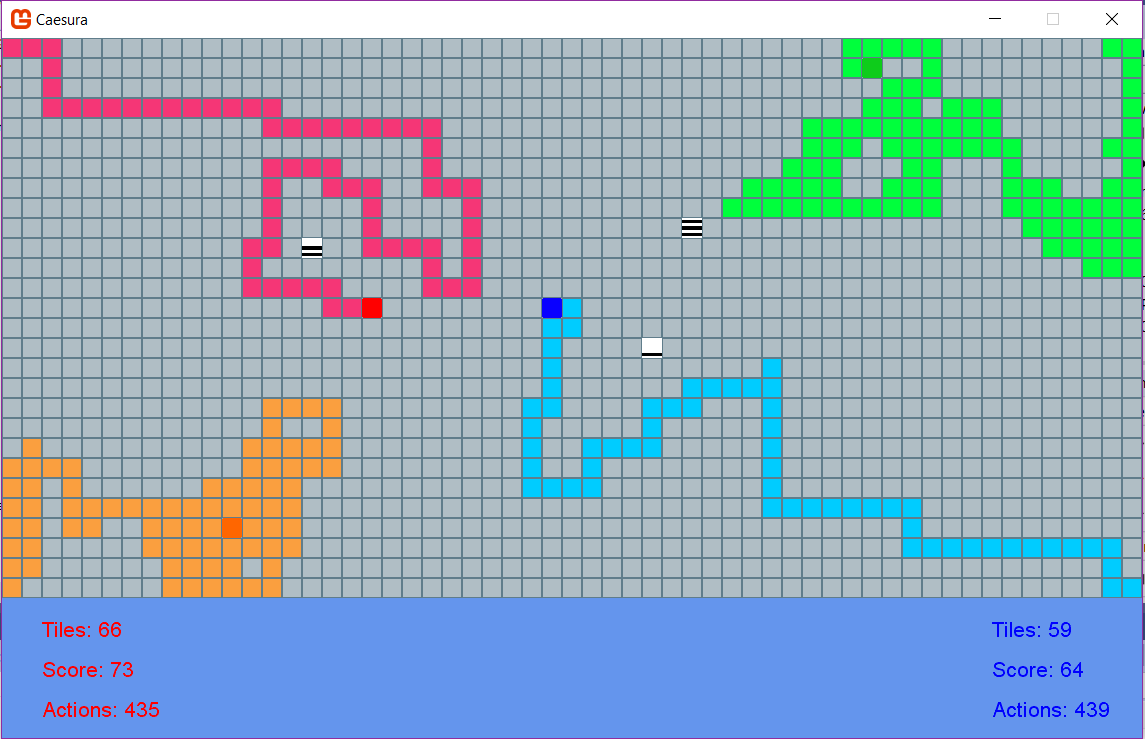 Caesura
Tiles: 66
Score: 73
Actions: 435
Tiles: 59
Score: 64
Actions: 439